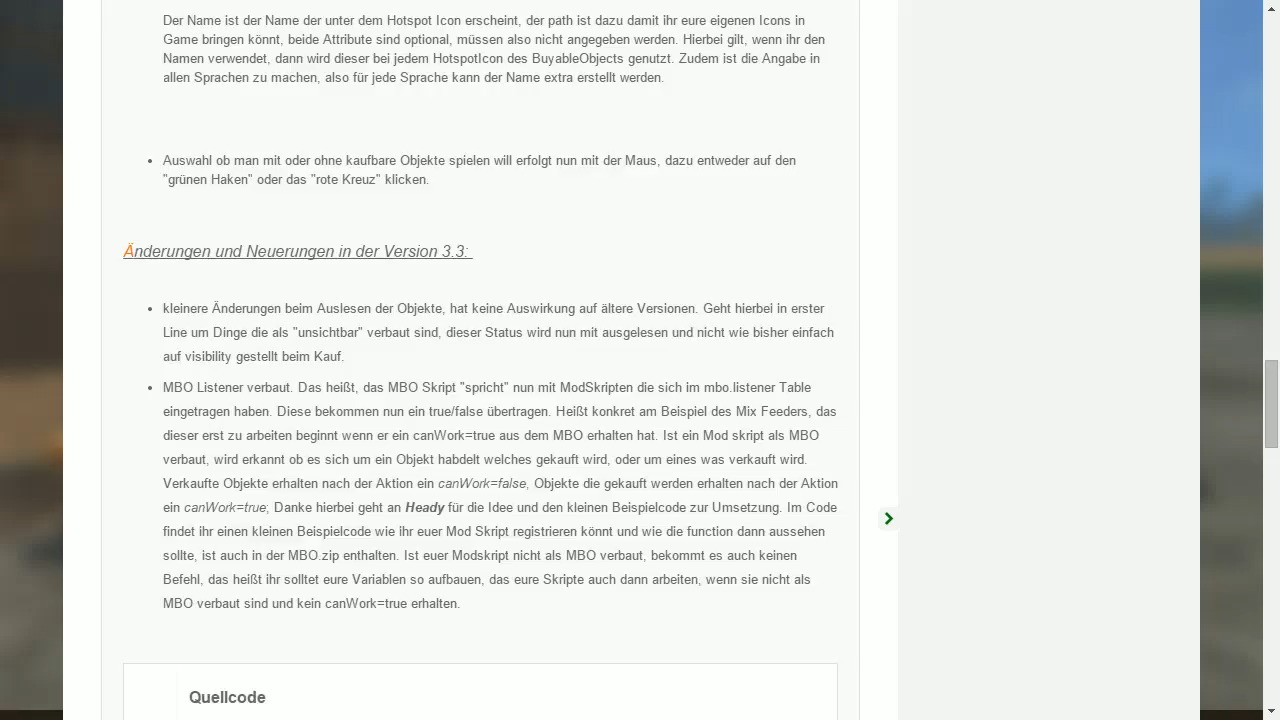 Der Name ist der Name der unter dem Hotspot Icon erscheint, der path ist dazu damit ihr eure eigenen Icons in
Game bringen könnt, beide Attribute sind optional, müssen also nicht angegeben werden. Hierbei gilt, wenn ihr den
Namen verwendet, dann wird dieser bei jedem HotspotIcon des BuyableObjects genutzt. Zudem ist die Angabe in
allen Sprachen zu machen, also für jede Sprache kann der Name extra erstellt werden.
• Auswahl ob man mit oder ohne kaufbare Objekte spielen will erfolgt nun mit der Maus, dazu entweder auf den
"grünen Haken" oder das "rote Kreuz" klicken.
Änderungen und Neuerungen in der Version 3.3:
• kleinere Änderungen beim Auslesen der Objekte, hat keine Auswirkung auf ältere Versionen. Geht hierbei in erster
Line um Dinge die als "unsichtbar" verbaut sind, dieser Status wird nun mit ausgelesen und nicht wie bisher einfach
auf visibility gestellt beim Kauf.
• MBO Listener verbaut. Das heißt, das MBO Skript "spricht" nun mit ModSkripten die sich im mbo.listener Table
eingetragen haben. Diese bekommen nun ein true/false übertragen. Heißt konkret am Beispiel des Mix Feeders, das
dieser erst zu arbeiten beginnt wenn er ein canWork=true aus dem MBO erhalten hat. Ist ein Mod skript als MBO
verbaut, wird erkannt ob es sich um ein Objekt habdelt welches gekauft wird, oder um eines was verkauft wird.
Verkaufte Objekte erhalten nach der Aktion ein canWork=false, Objekte die gekauft werden erhalten nach der Aktion
ein canWork=true, Danke hierbei geht an Heady für die Idee und den kleinen Beispielcode zur Umsetzung. Im Code
findet ihr einen kleinen Beispielcode wie ihr euer Mod Skript registrieren könnt und wie die function dann aussehen
sollte, ist auch in der MBO.zip enthalten. Ist euer Modskript nicht als MBO verbaut, bekommt es auch keinen
Befehl, das heißt ihr solltet eure Variablen so aufbauen, das eure Skripte auch dann arbeiten, wenn sie nicht als
MBO verbaut sind und kein canWork=true erhalten.
Quellcode